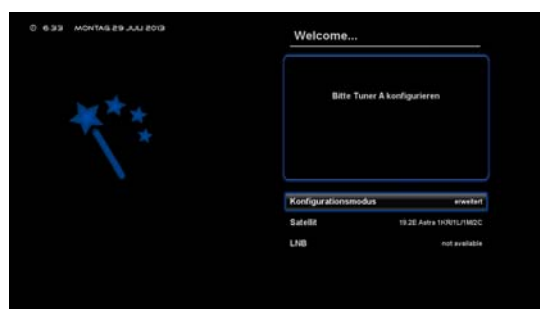 6:33 MONTAG 29 JULI 2013
Welcome...
Bitte Tuner A konfigurieren
Konfigurationsmodus erweitert
Satellit 19.2E Astra 1KR/1L/1M/2C
LNB not available